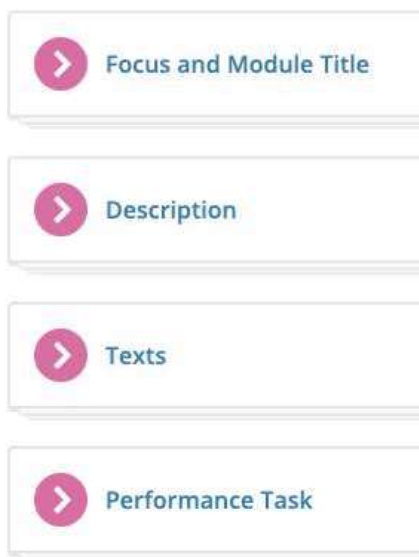 Focus and Module Title
Description
Texts
Performance Task